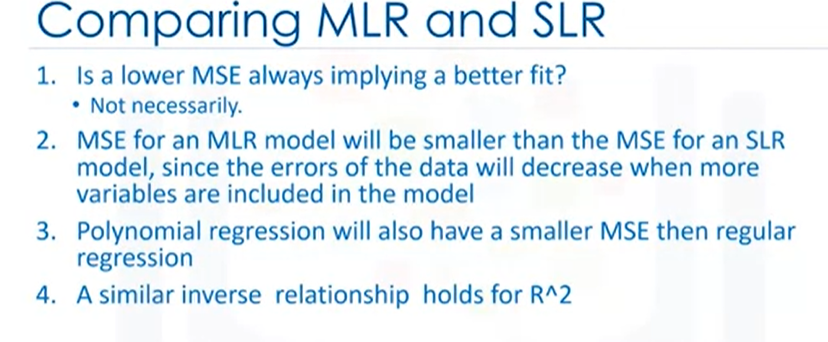 Comparing MLR and SLR
1. Is a lower MSE always implying a better fit?
• Not necessarily.
2. MSE for an MLR model will be smaller than the MSE for an SLR
model, since the errors of the data will decrease when more
variables are included in the model
3. Polynomial regression will also have a smaller MSE then regular
regression
4. A similar inverse relationship holds for R^2